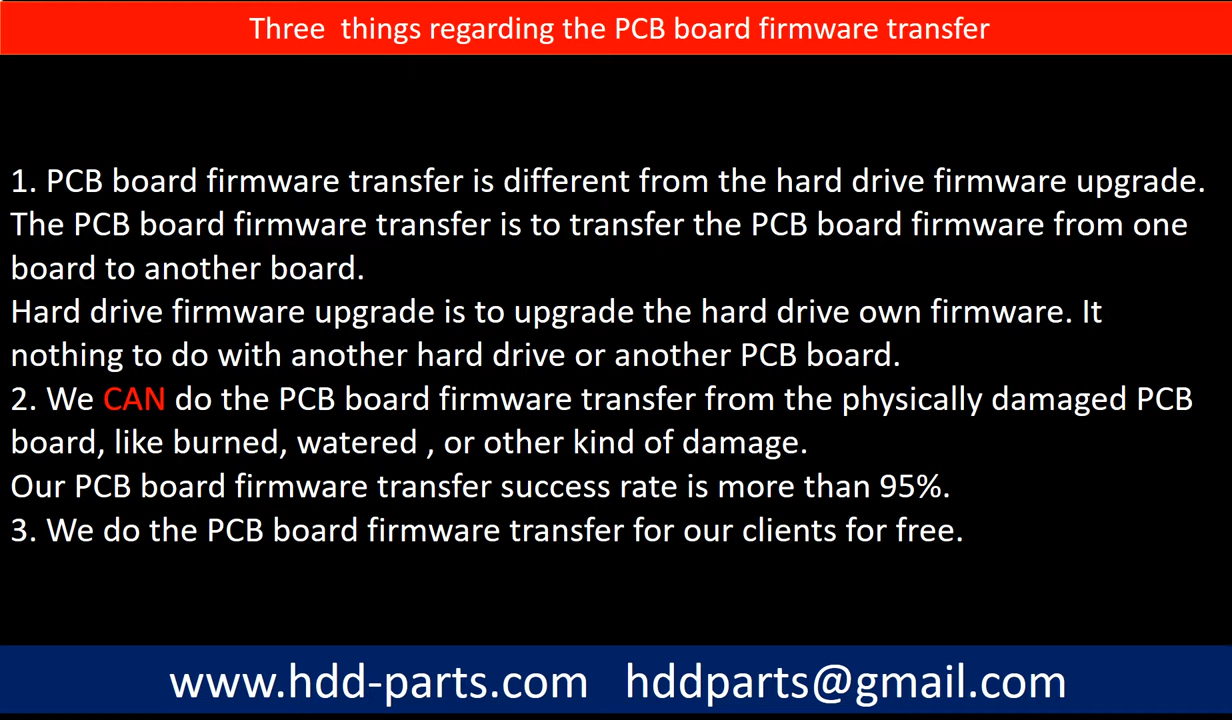 Three  things regarding the PCB board firmware transfer
1. PCB board firmware transfer is different from the hard drive firmware upgrade.
The PCB board firmware transfer is to transfer the PCB board firmware from one
board to another board.
Hard drive firmware upgrade is to upgrade the hard drive own firmware. It
nothing to do with another hard drive or another PCB board.
2. We CAN do the PCB board firmware transfer from the physically damaged PCB
board, like burned, watered , or other kind of damage.
Our PCB board firmware transfer success rate is more than 95%.
3. We do the PCB board firmware transfer for our clients for free.
www.hdd-parts.com   hddparts@gmail.com